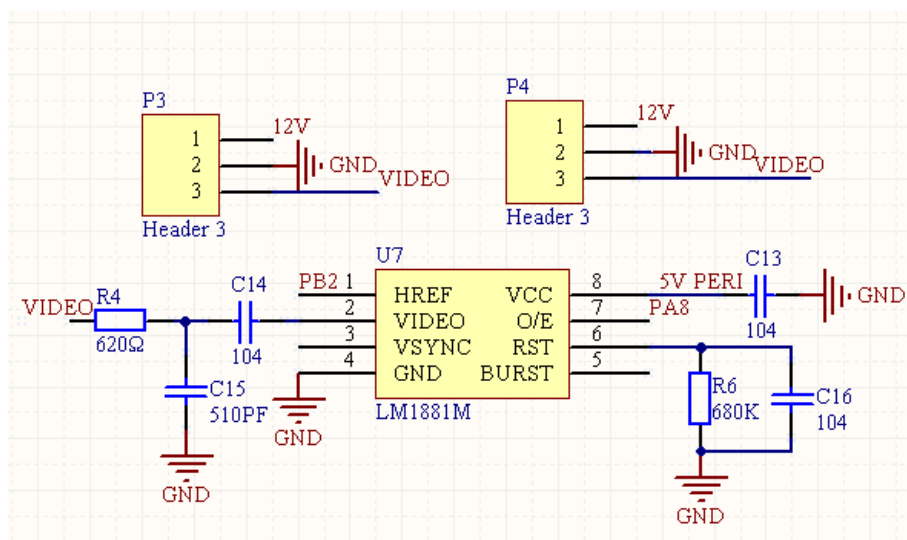 P3
1 12V
2 GND
3 VIDEO
Header 3
P4
1 12V
2 GND
3 VIDEO
Header 3
U7
PB2 1 HREF VCC 8 5V PERI
2 VIDEO O/E 7 PA8
3 VSYNC RST 6
4 GND BURST 5
LM1881M
GND
VIDEO
R4
620Ω
C14
104
C15
510PF
GND
C13
104
GND
R6
680K
C16
104
GND